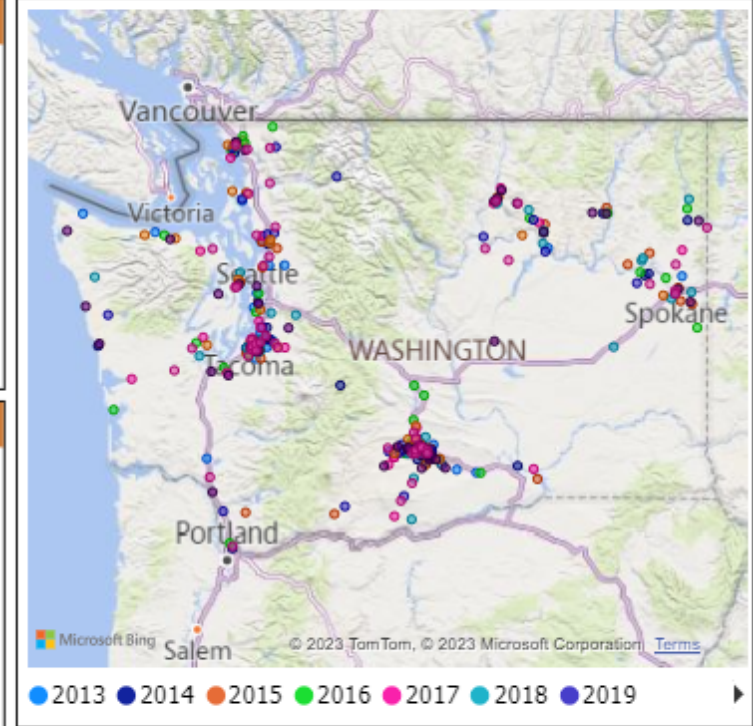 Vancouver
Victoria
Seattle
Spokane
WASHINGTON
Tacoma
Portland
Microsoft Bing
© 2023 TomTom, © 2023 Microsoft Corporation Terms
Salem
2013 2014 2015 2016 2017 2018 2019